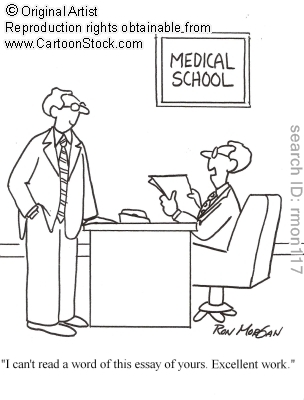 © Original Artist
Reproduction rights obtainable from
www.CartoonStock.com
MEDICAL
SCHOOL
search ID: rmon1117
RON MORGAN
"I can't read a word of this essay of yours. Excellent work."